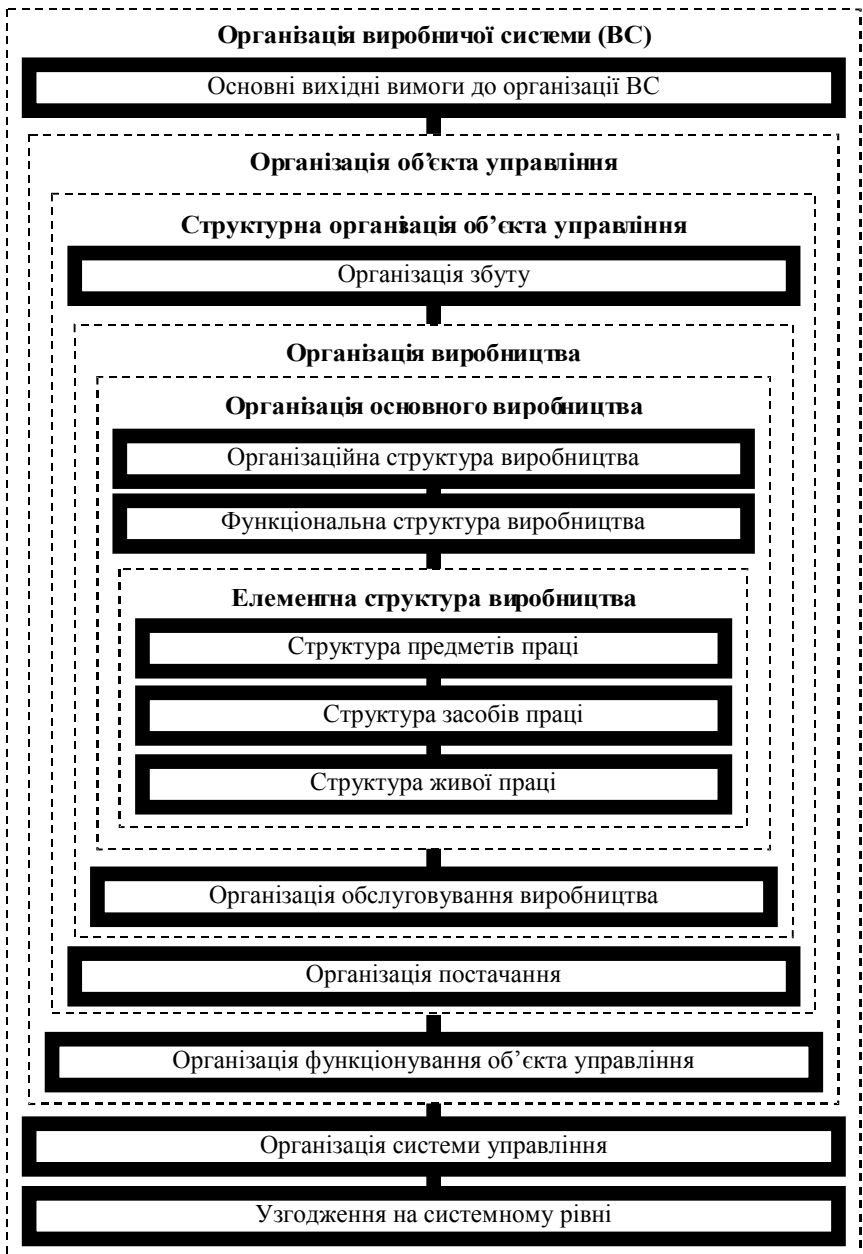 Організація виробничої системи (ВС)
Основні вихідні вимоги до організації ВС
Організація об’єкта управління
Структурна організація об’єкта управління
Організація збуту
Організація виробництва
Організація основного виробництва
Організаційна структура виробництва
Функціональна структура виробництва
Елементна структура виробництва
Структура предметів праці
Структура засобів праці
Структура живої праці
Організація обслуговування виробництва
Організація постачання
Організація функціонування об’єкта управління
Організація системи управління
Узгодження на системному рівні